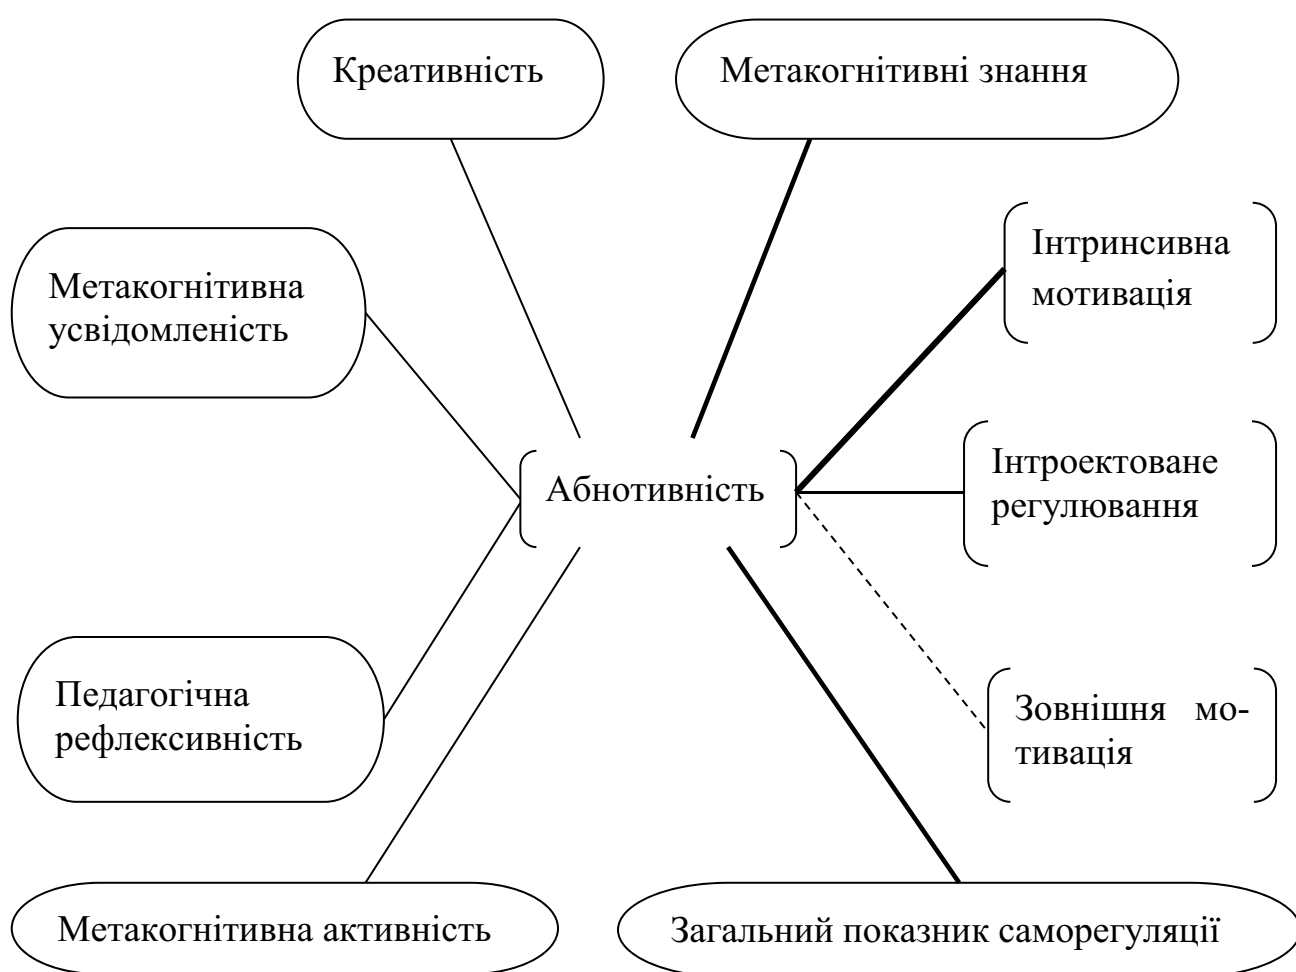 Креативність
Метакогнітивні знання
Інтринсивна
мотивація
Метакогнітивна
усвідомленість
Абнотивність
Інтроектоване
регулювання
Педагогічна
рефлексивність
Зовнішня мо-
тивація
Метакогнітивна активність
Загальний показник саморегуляції